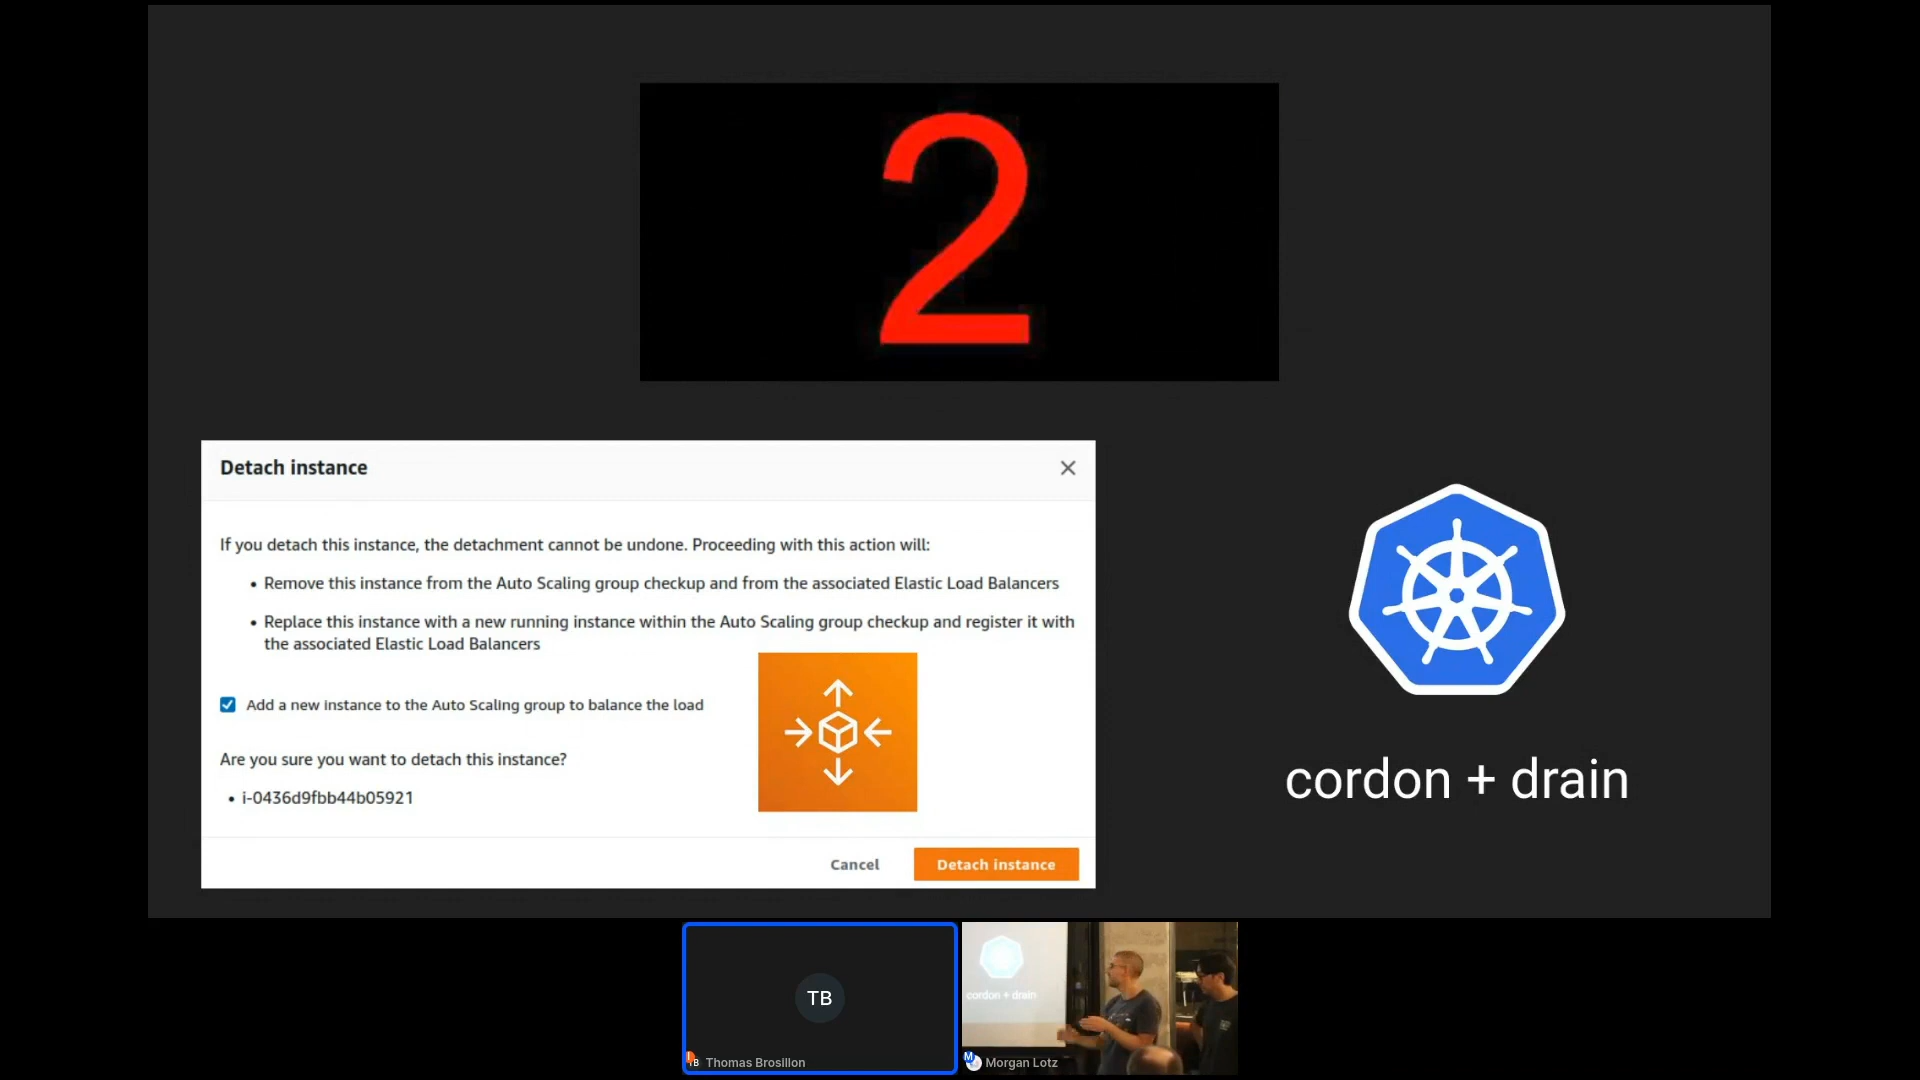 2
Detach instance
If you detach this instance, the detachment cannot be undone. Proceeding with this action will:
• Remove this instance from the Auto Scaling group checkup and from the associated Elastic Load Balancers
• Replace this instance with a new running instance within the Auto Scaling group checkup and register it with
the associated Elastic Load Balancers
Add a new instance to the Auto Scaling group to balance the load
Are you sure you want to detach this instance?
• i-0436d9fbb44b05921
Cancel
Detach instance
cordon + drain
TB
TB
Thomas Brosillon
cordon + drain
M
Morgan Lotz